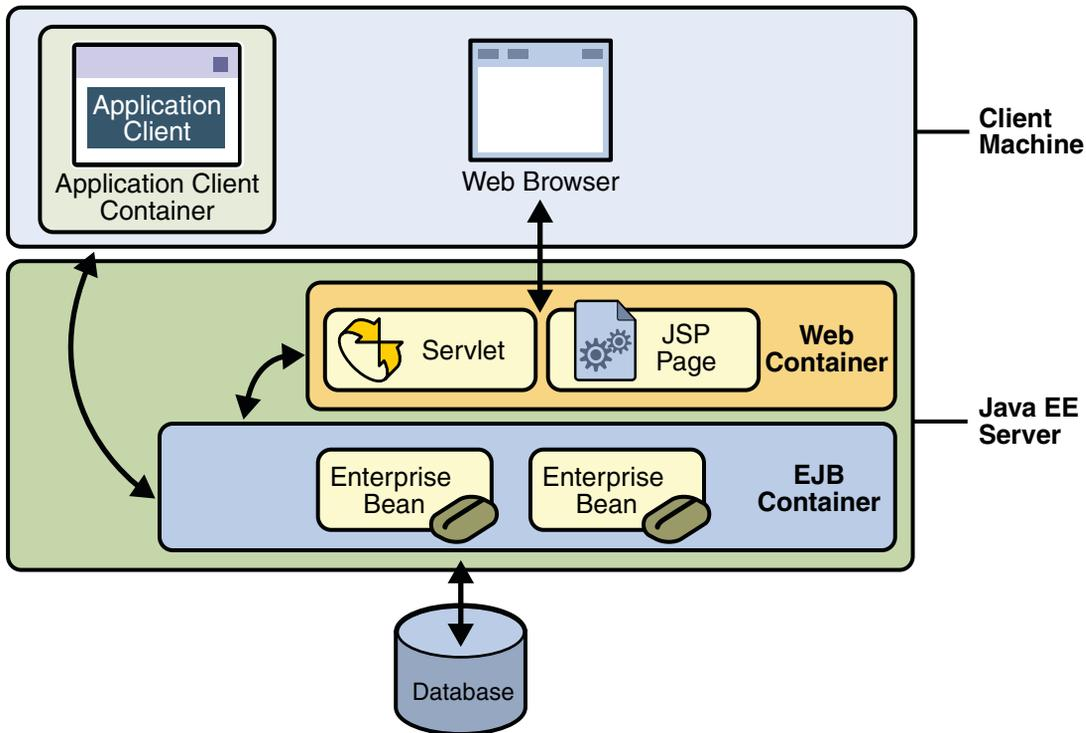 Application
Client
Application Client
Container
Web Browser
Client
Machine
Servlet
JSP
Page
Web
Container
Java EE
Server
Enterprise
Bean
Enterprise
Bean
EJB
Container
Database